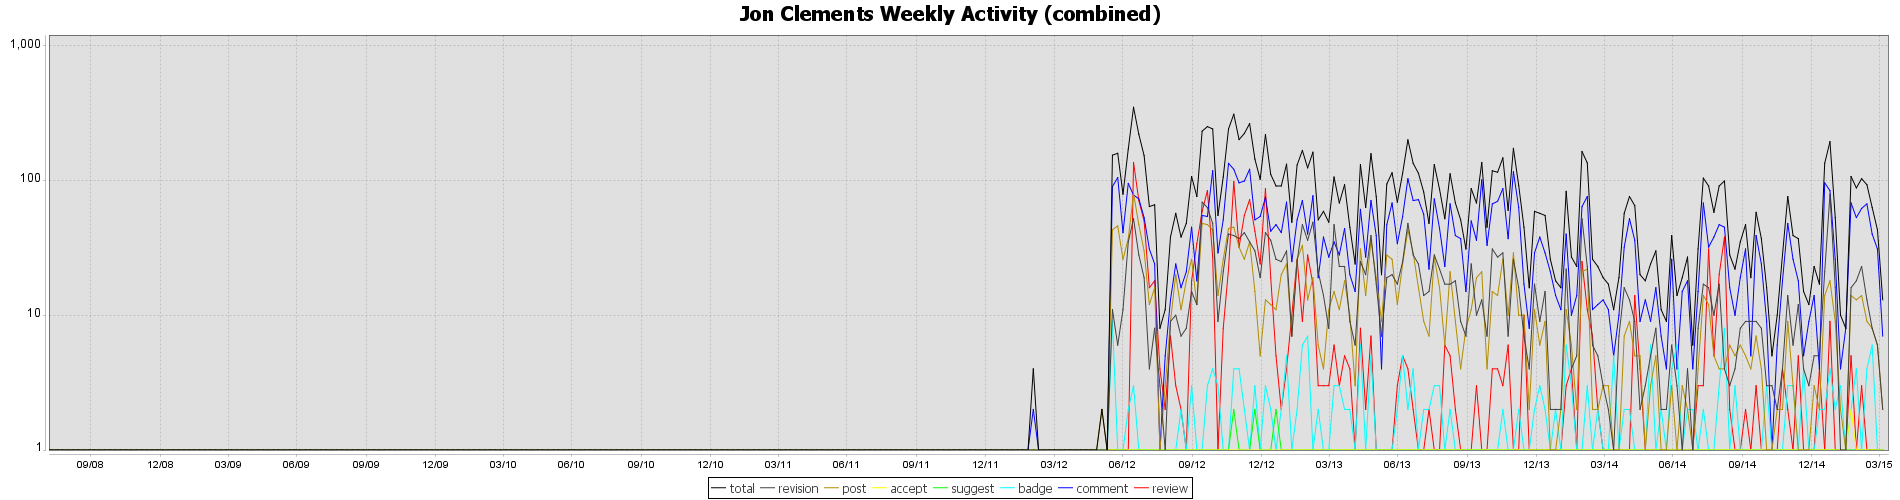 Jon Clements Weekly Activity (combined)
1,000
100
10
1
09/08 12/08 03/09 06/09 09/09 12/09 03/10 06/10 09/10 12/10 03/11 06/11 09/11 12/11 03/12 06/12 09/12 12/12 03/13 06/13 09/13 12/13 03/14 06/14 09/14 12/14 03/15
total revision post accept suggest badge comment review